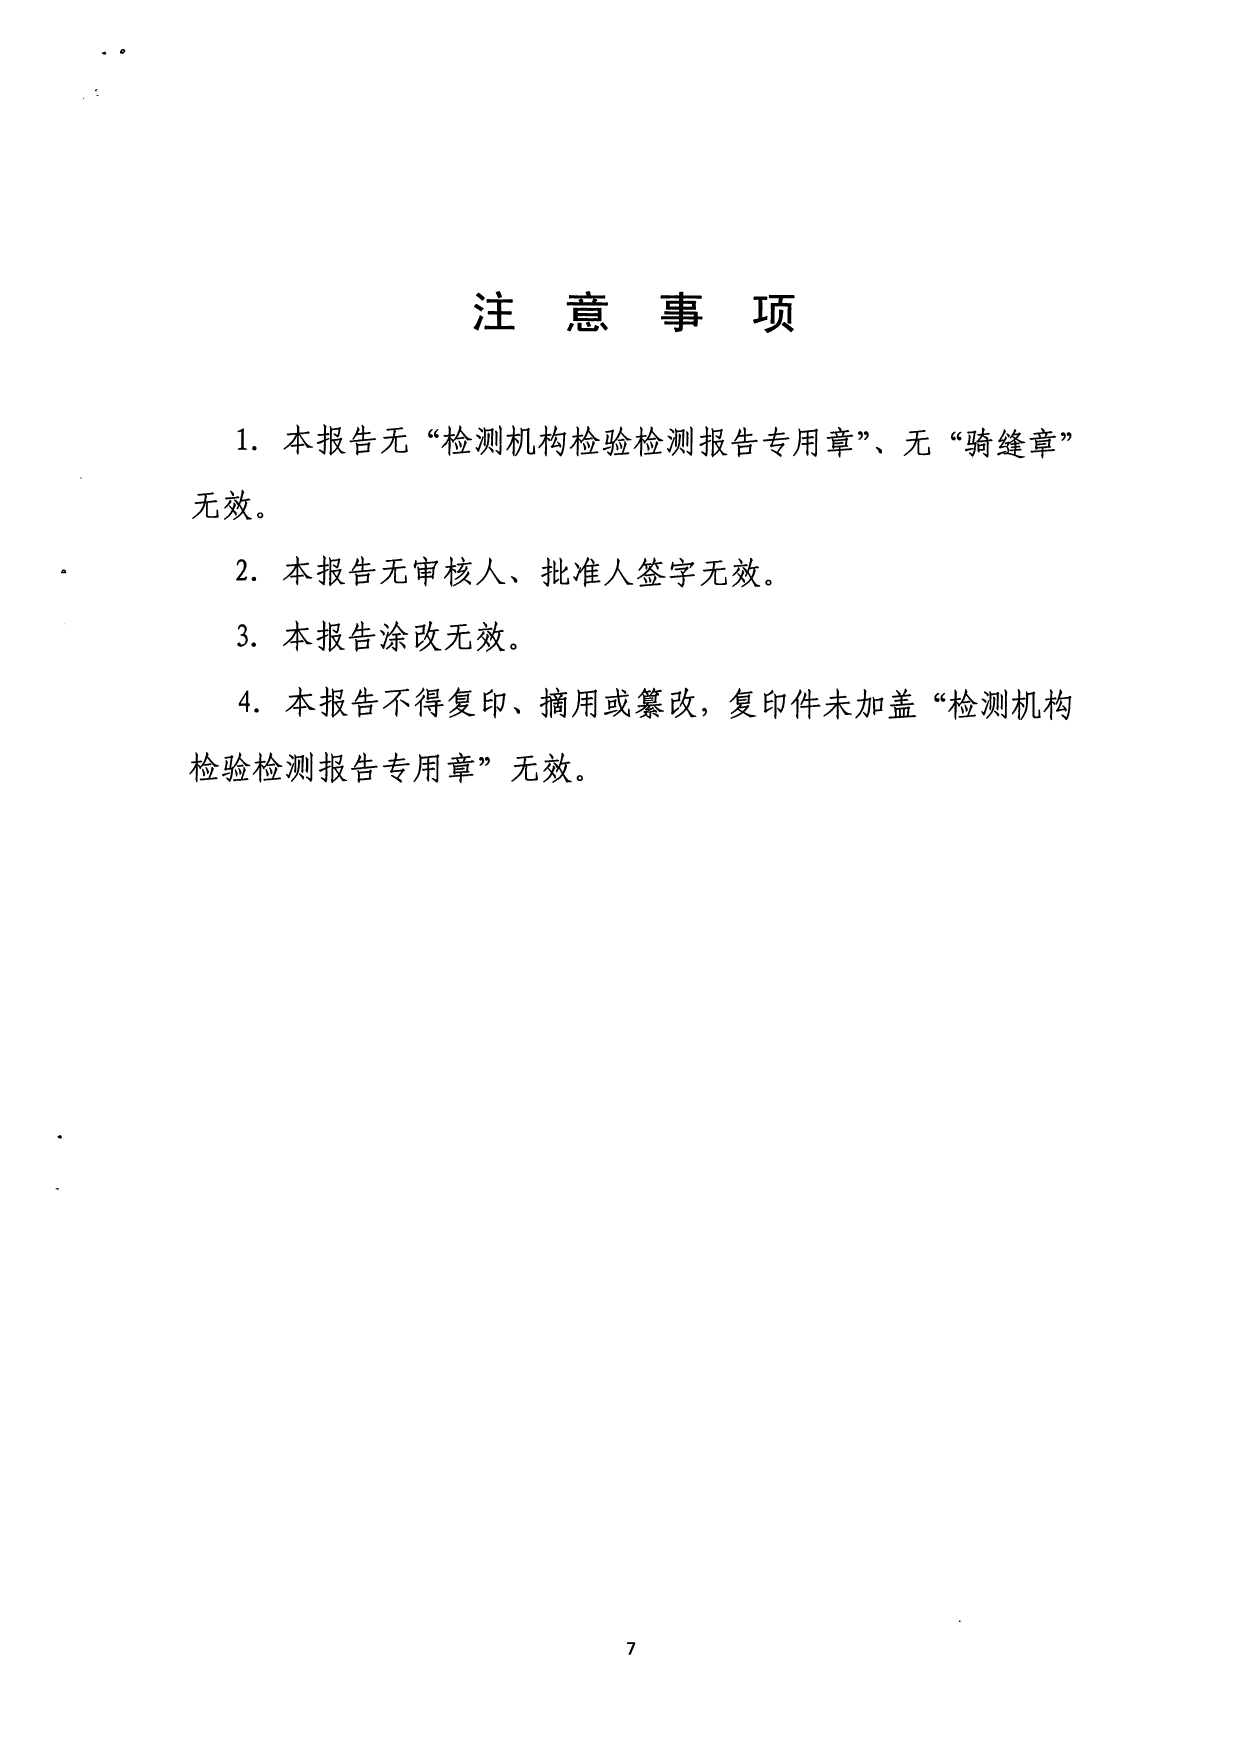 注 意 事 项
1. 本报告无“检测机构检验检测报告专用章”、无“骑缝章”
无效。
2. 本报告无审核人、批准人签字无效。
3. 本报告涂改无效。
4. 本报告不得复印、摘用或纂改，复印件未加盖“检测机构
检验检测报告专用章”无效。
7